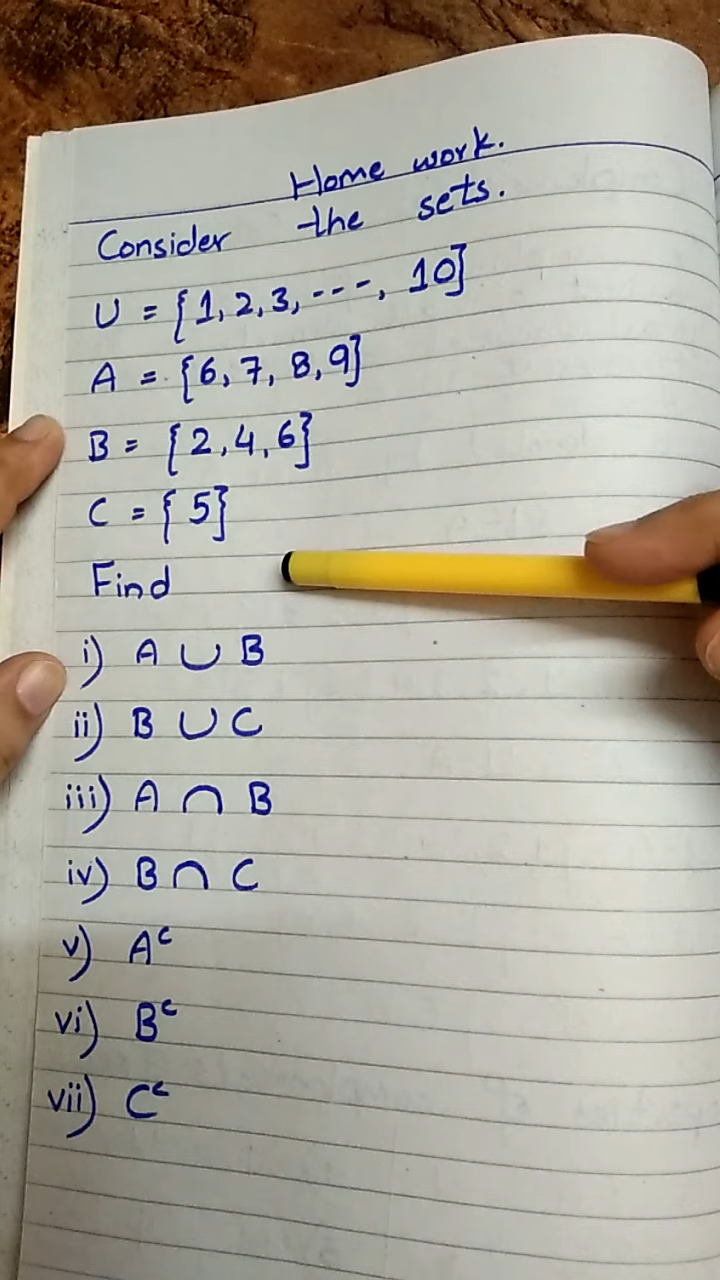 Home work.
Consider the sets.
U = {1, 2, 3, ---, 10}
A = {6, 7, 8, 9}
B = {2, 4, 6}
C = {5}
Find
i) A ∪ B
ii) B ∪ C
iii) A ∩ B
iv) B ∩ C
v) Aᶜ
vi) Bᶜ
vii) Cᶜ